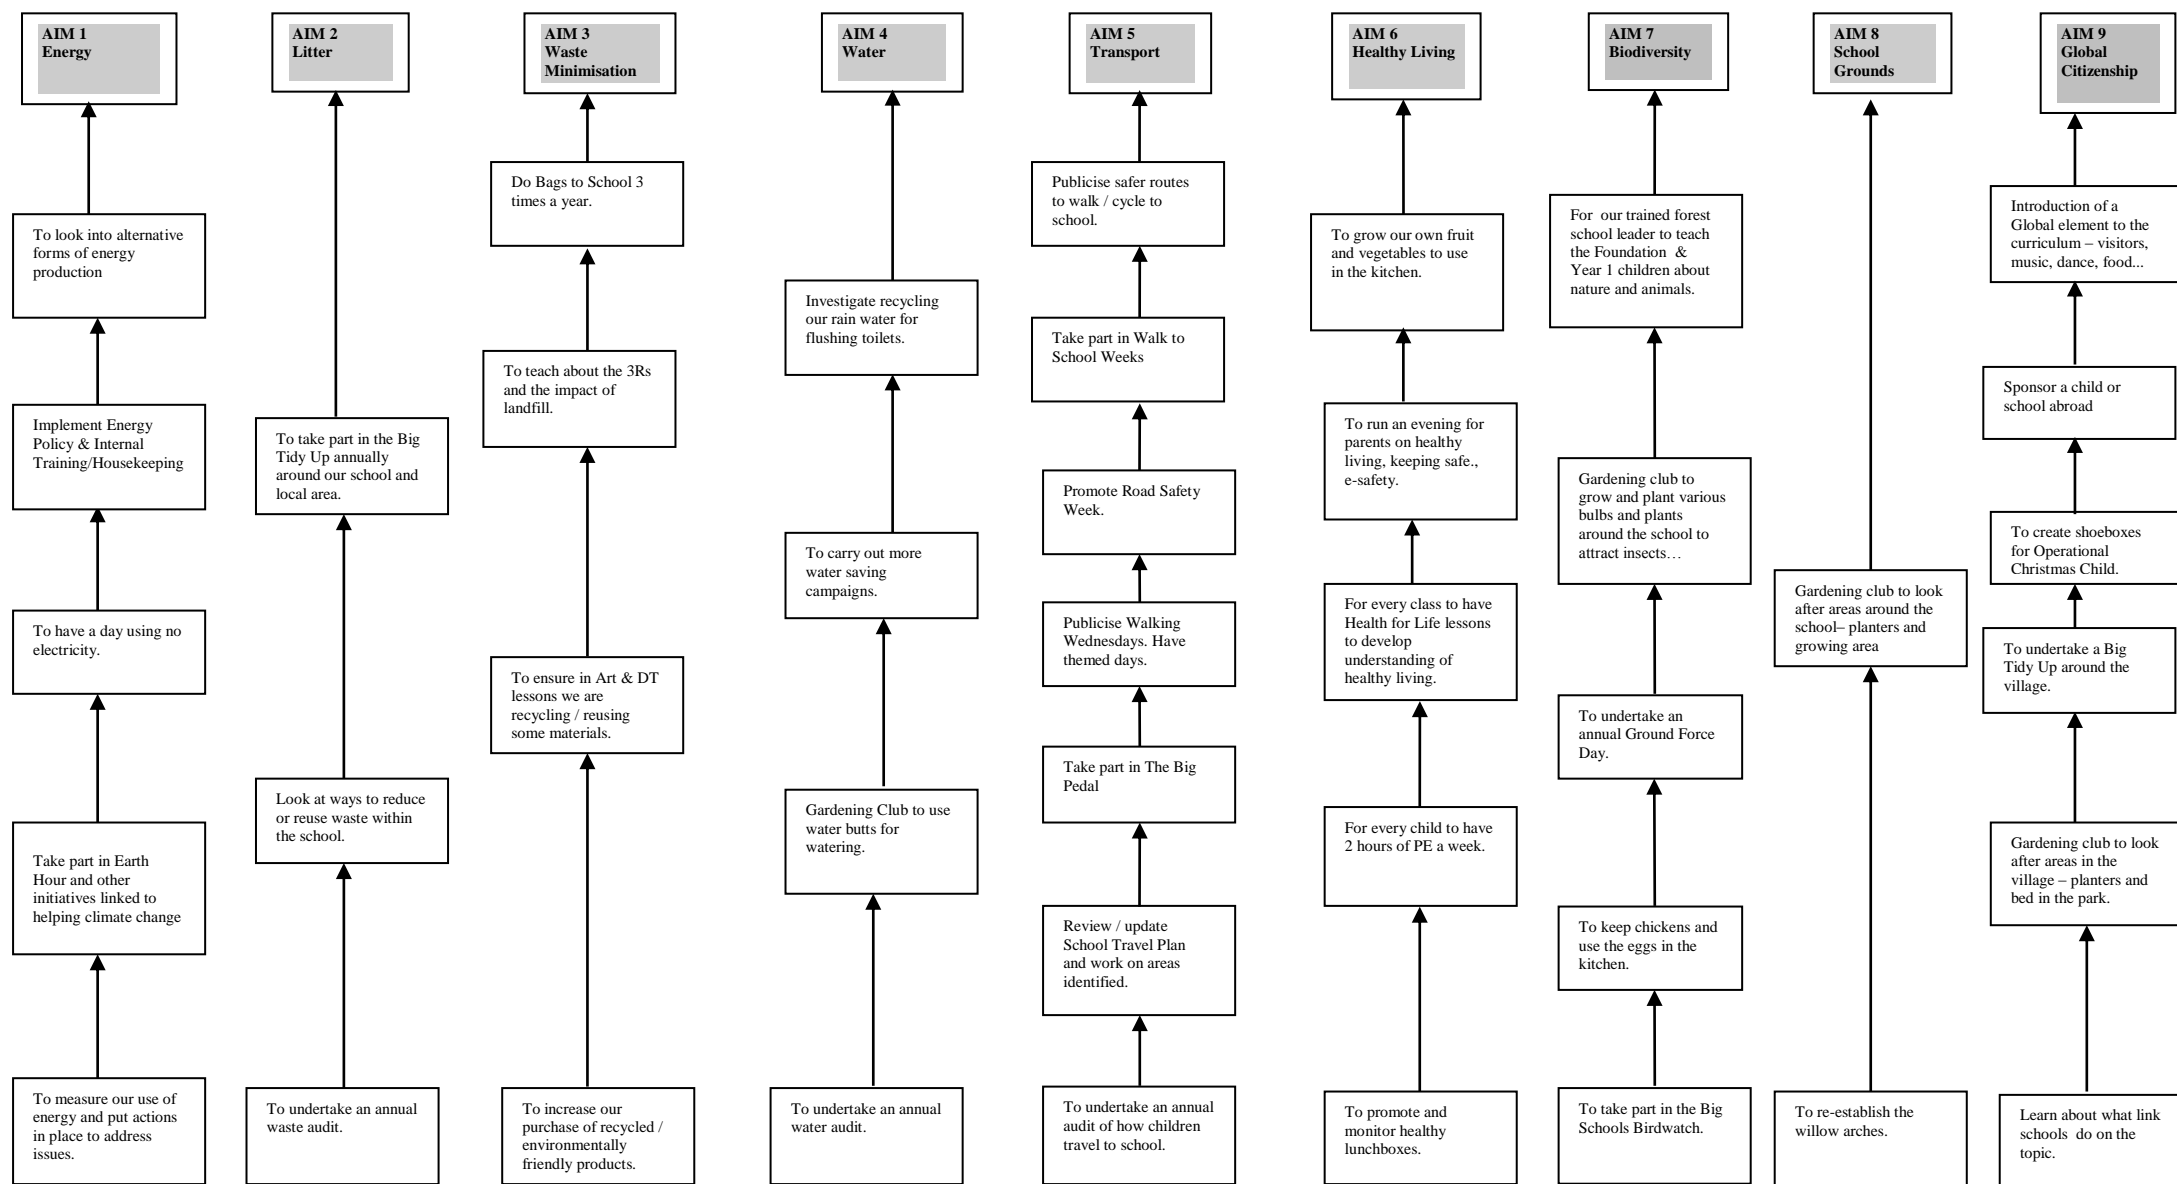 AIM 1
Energy
To look into alternative
forms of energy
production
Implement Energy
Policy & Internal
Training/Housekeeping
To have a day using no
electricity.
Take part in Earth
Hour and other
initiatives linked to
helping climate change
To measure our use of
energy and put actions
in place to address
issues.
AIM 2
Litter
To take part in the Big
Tidy Up annually
around our school and
local area.
Look at ways to reduce
or reuse waste within
the school.
To undertake an annual
waste audit.
AIM 3
Waste
Minimisation
Do Bags to School 3
times a year.
To teach about the 3Rs
and the impact of
landfill.
To ensure in Art & DT
lessons we are
recycling / reusing
some materials.
To increase our
purchase of recycled /
environmentally
friendly products.
AIM 4
Water
Investigate recycling
our rain water for
flushing toilets.
To carry out more
water saving
campaigns.
Gardening Club to use
water butts for
watering.
To undertake an annual
water audit.
AIM 5
Transport
Publicise safer routes
to walk / cycle to
school.
Take part in Walk to
School Weeks
Promote Road Safety
Week.
Publicise Walking
Wednesdays. Have
themed days.
Take part in The Big
Pedal
Review / update
School Travel Plan
and work on areas
identified.
To undertake an annual
audit of how children
travel to school.
AIM 6
Healthy Living
To grow our own fruit
and vegetables to use
in the kitchen.
To run an evening for
parents on healthy
living, keeping safe.,
e-safety.
For every class to have
Health for Life lessons
to develop
understanding of
healthy living.
For every child to have
2 hours of PE a week.
To promote and
monitor healthy
lunchboxes.
AIM 7
Biodiversity
For our trained forest
school leader to teach
the Foundation &
Year 1 children about
nature and animals.
Gardening club to
grow and plant various
bulbs and plants
around the school to
attract insects…
To undertake an
annual Ground Force
Day.
To keep chickens and
use the eggs in the
kitchen.
To take part in the Big
Schools Birdwatch.
AIM 8
School
Grounds
Gardening club to look
after areas around the
school– planters and
growing area
To re-establish the
willow arches.
AIM 9
Global
Citizenship
Introduction of a
Global element to the
curriculum – visitors,
music, dance, food...
Sponsor a child or
school abroad
To create shoeboxes
for Operational
Christmas Child.
To undertake a Big
Tidy Up around the
village.
Gardening club to look
after areas in the
village – planters and
bed in the park.
Learn about what link
schools do on the
topic.